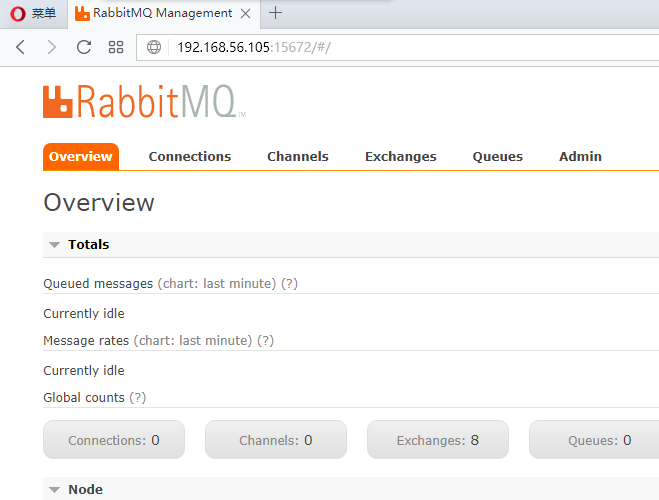 菜单 RabbitMQ Management
192.168.56.105:15672/#/
RabbitMQ TM
Overview Connections Channels Exchanges Queues Admin
Overview
Totals
Queued messages (chart: last minute) (?)
Currently idle
Message rates (chart: last minute) (?)
Currently idle
Global counts (?)
Connections: 0 Channels: 0 Exchanges: 8 Queues: 0
Node